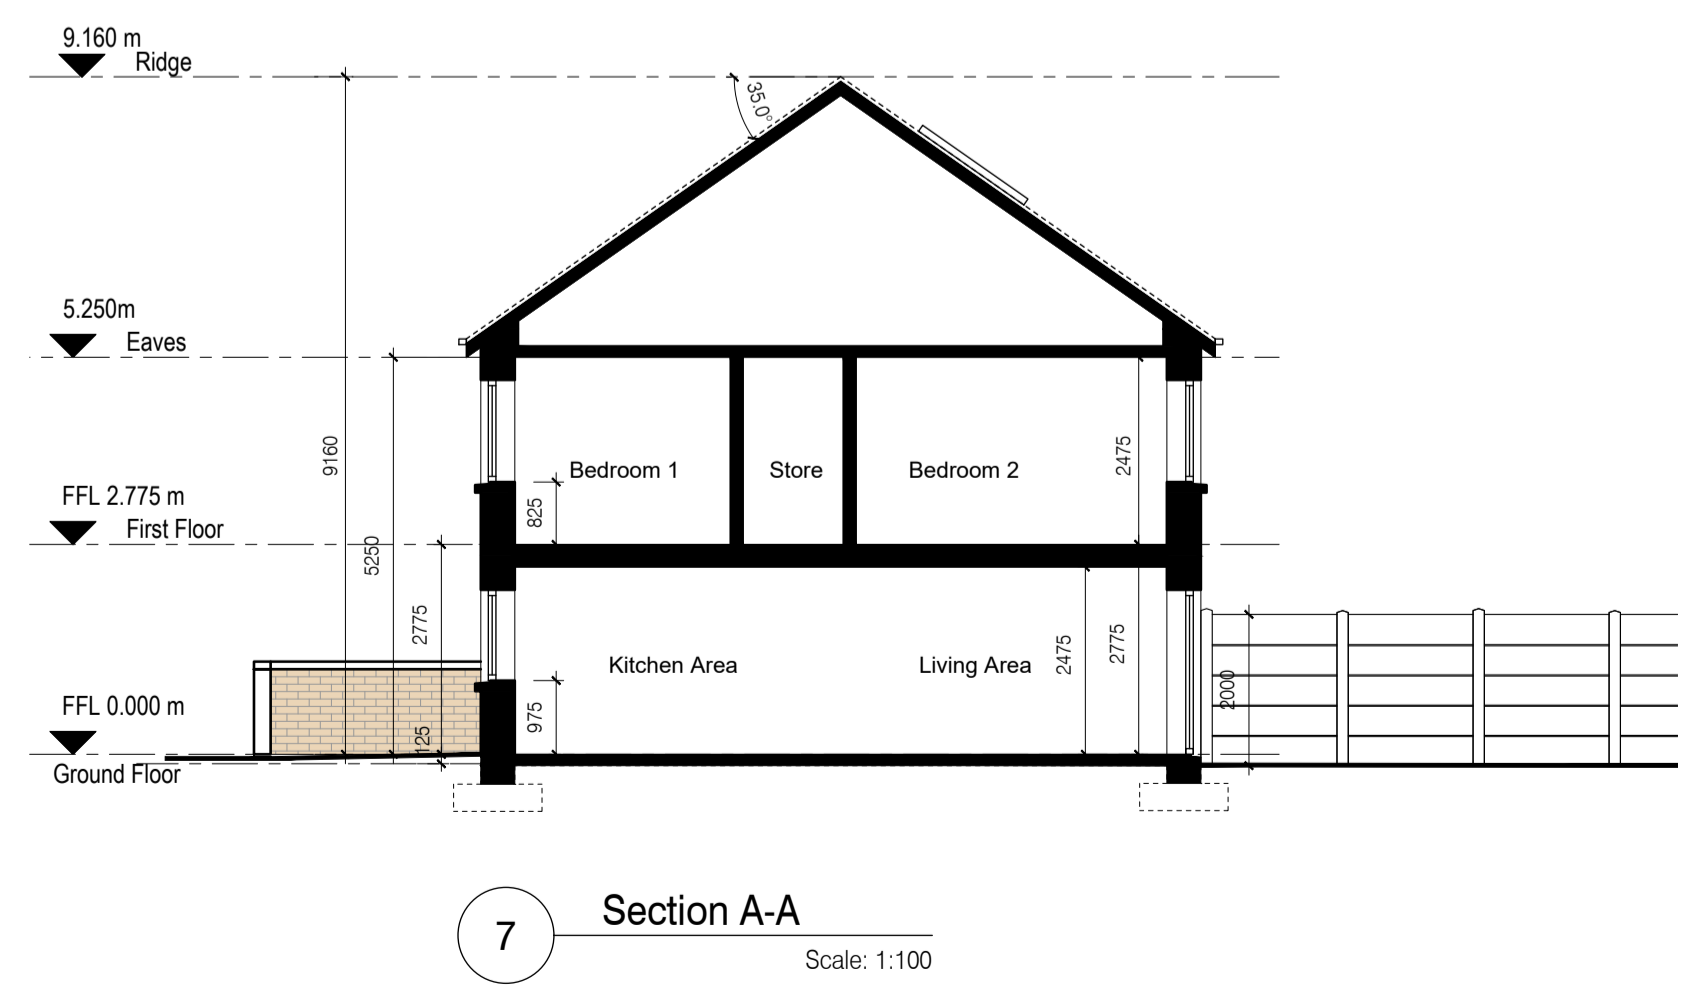 9.160 m
Ridge
35.0°
5.250m
Eaves
9160
Bedroom 1
Store
Bedroom 2
2475
FFL 2.775 m
First Floor
825
5250
2775
Kitchen Area
Living Area
2475
2775
2000
FFL 0.000 m
975
125
Ground Floor
7
Section A-A
Scale: 1:100